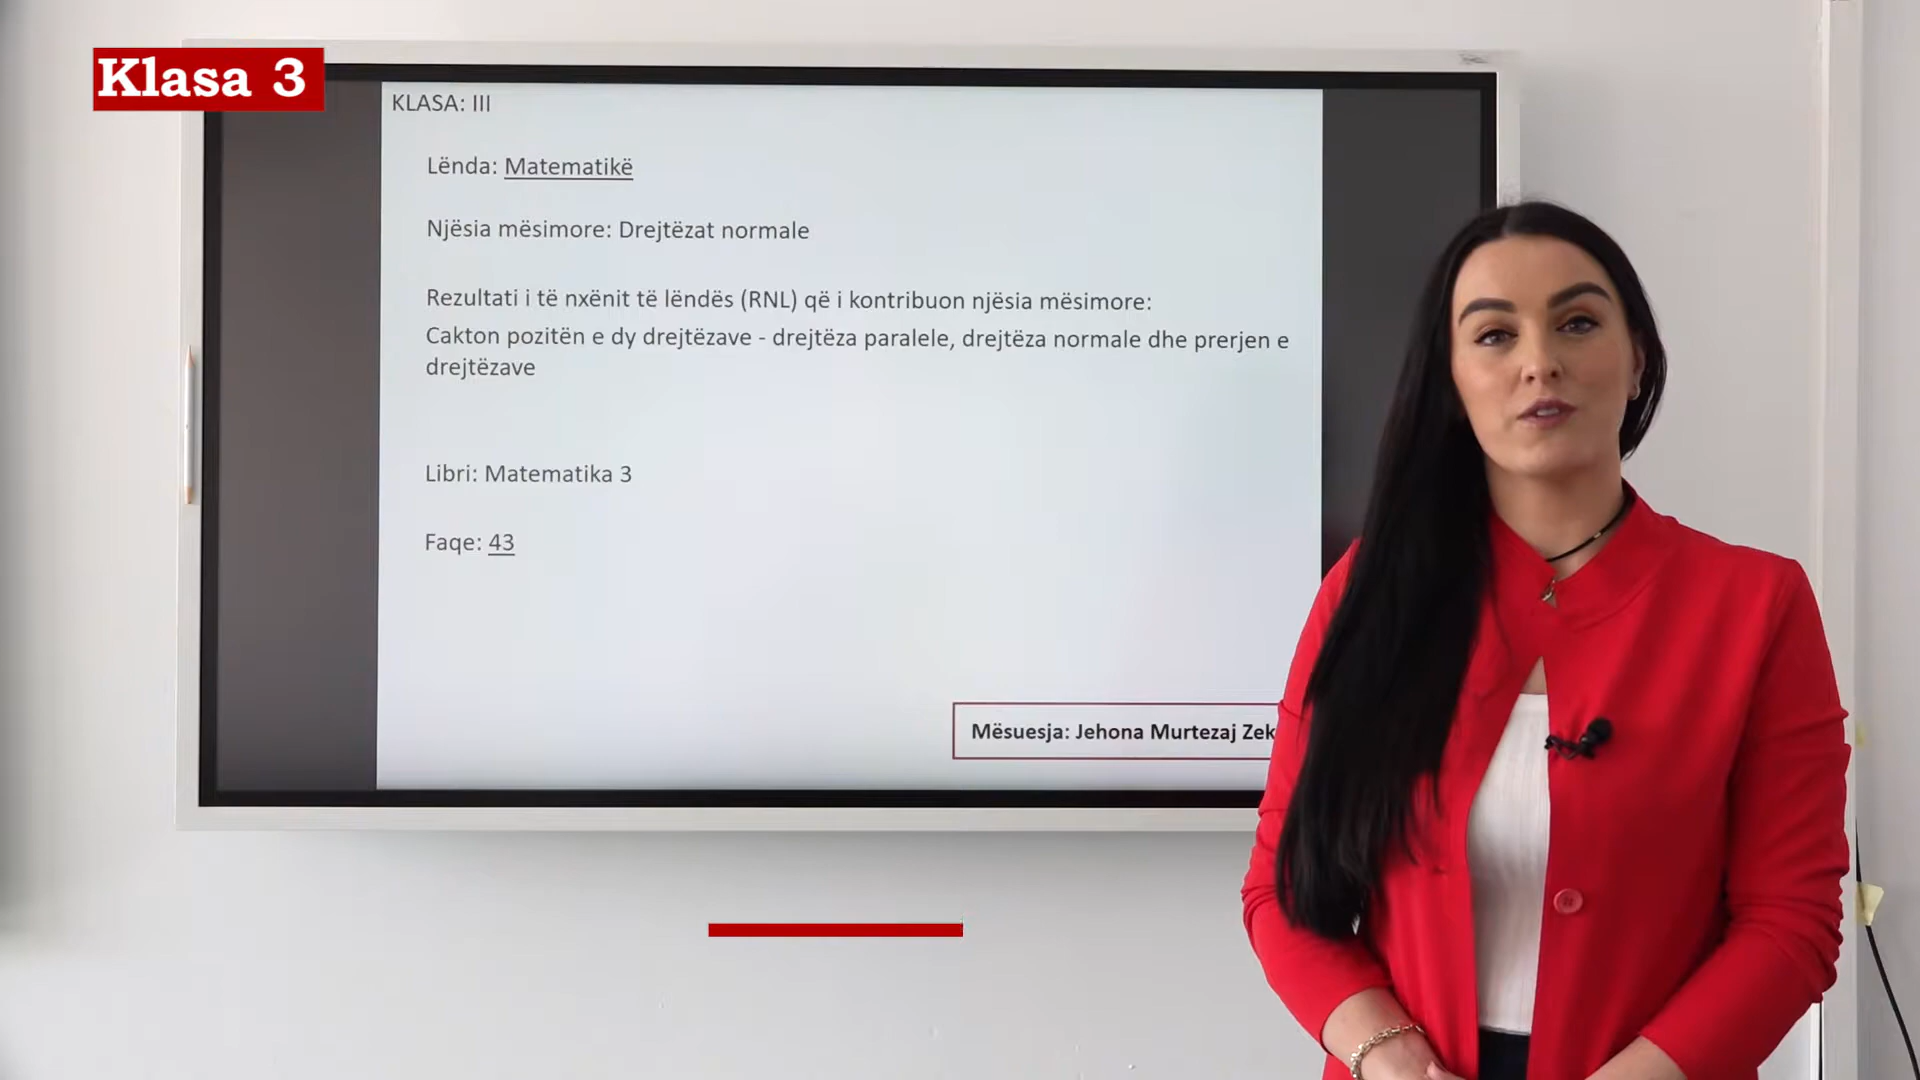 Klasa 3
KLASA: III
Lënda: Matematikë
Njësia mësimore: Drejtëzat normale
Rezultati i të nxënit të lëndës (RNL) që i kontribuon njësia mësimore:
Cakton pozitën e dy drejtëzave - drejtëza paralele, drejtëza normale dhe prerjen e
drejtëzave
Libri: Matematika 3
Faqe: 43
Mësuesja: Jehona Murtezaj